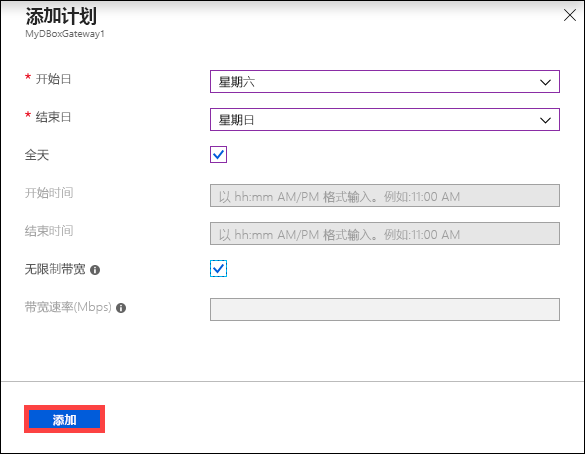 添加计划
MyDBoxGateway1
* 开始日
星期六
* 结束日
星期日
全天
开始时间
以 hh:mm AM/PM 格式输入。例如:11:00 AM
结束时间
以 hh:mm AM/PM 格式输入。例如:11:00 AM
无限制带宽
带宽速率(Mbps)
添加